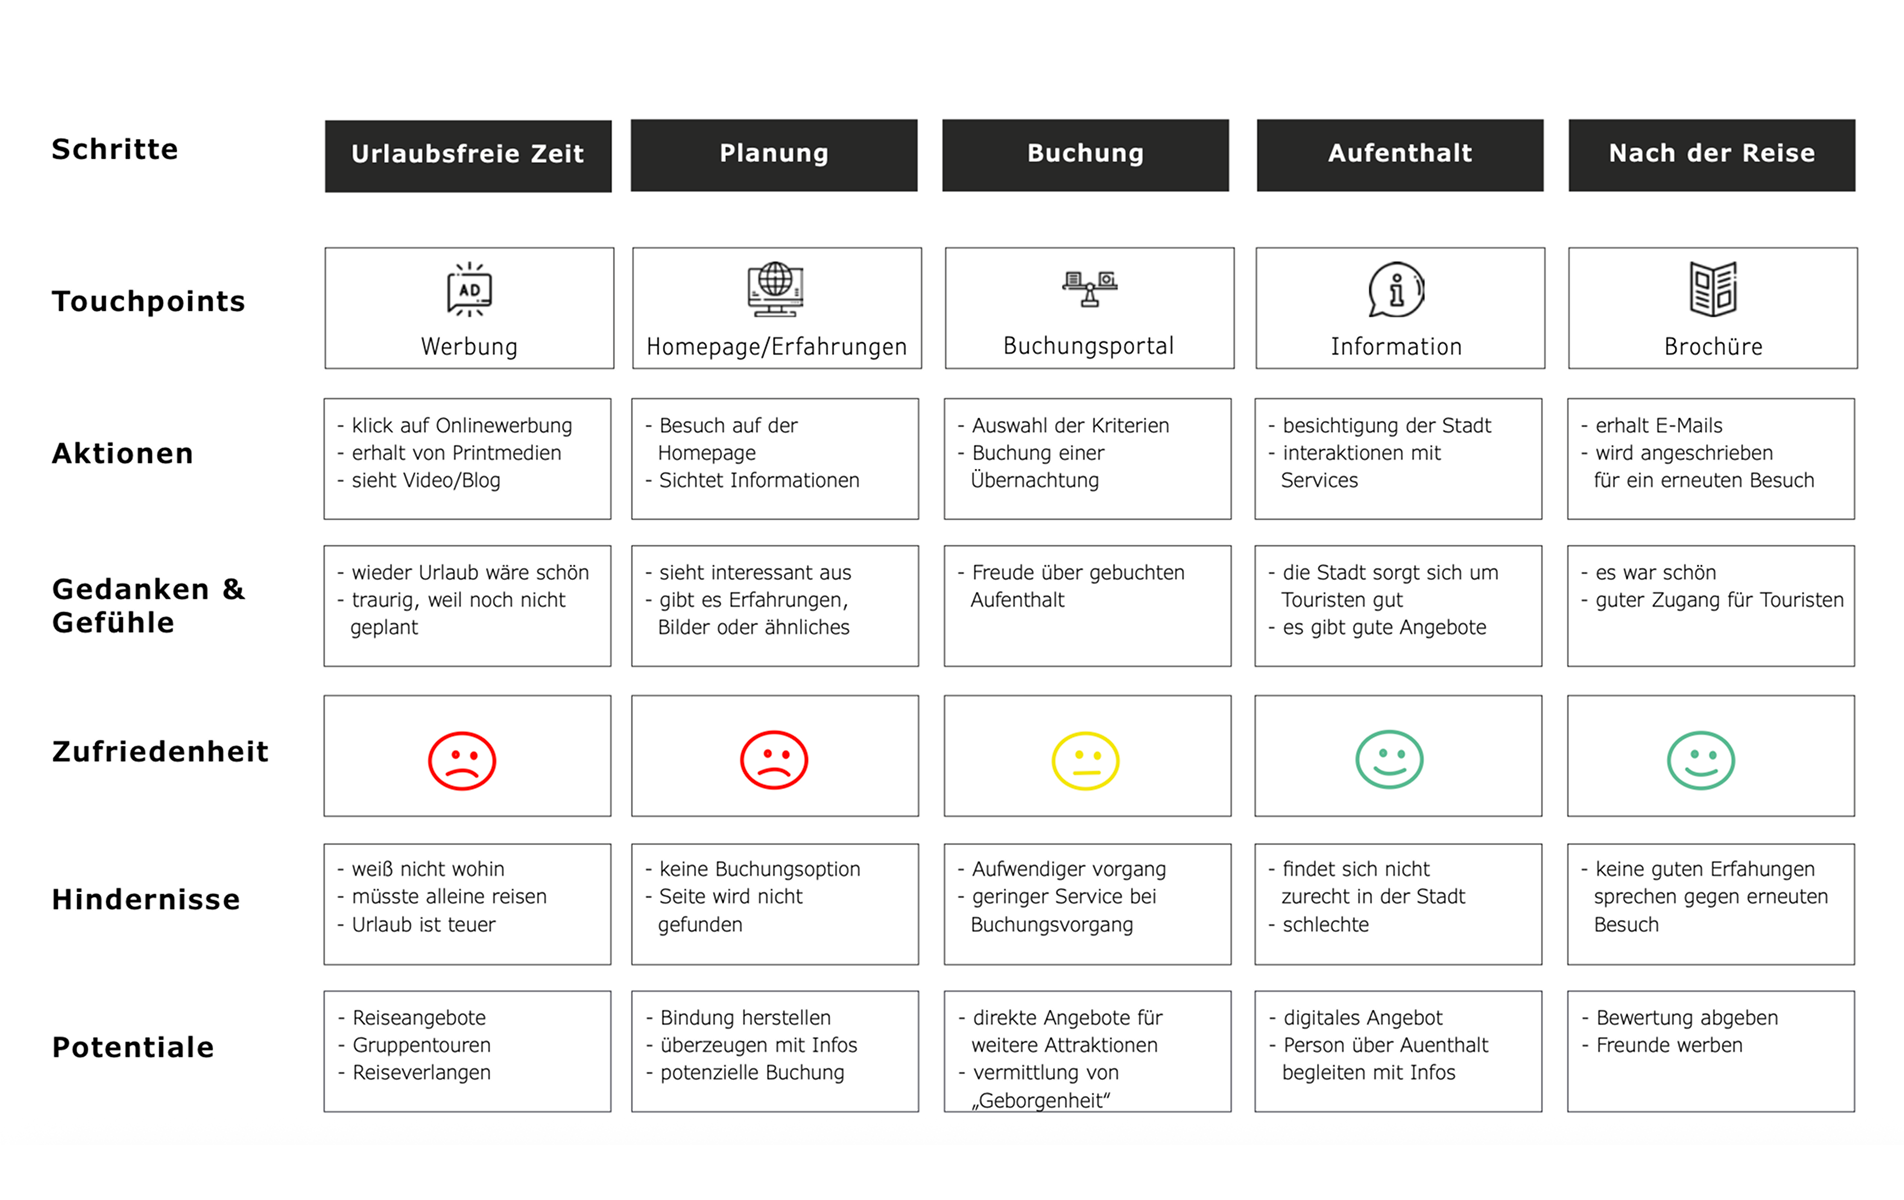 Schritte
Urlaubsfreie Zeit
Planung
Buchung
Aufenthalt
Nach der Reise
Touchpoints
AD
Werbung
Homepage/Erfahrungen
Buchungsportal
i
Information
Brochüre
Aktionen
- klick auf Onlinewerbung
- erhalt von Printmedien
- sieht Video/Blog
- Besuch auf der
Homepage
- Sichtet Informationen
- Auswahl der Kriterien
- Buchung einer
Übernachtung
- besichtigung der Stadt
- interaktionen mit
Services
- erhalt E-Mails
- wird angeschrieben
für ein erneuten Besuch
Gedanken &
Gefühle
- wieder Urlaub wäre schön
- traurig, weil noch nicht
geplant
- sieht interessant aus
- gibt es Erfahrungen,
Bilder oder ähnliches
- Freude über gebuchten
Aufenthalt
- die Stadt sorgt sich um
Touristen gut
- es gibt gute Angebote
- es war schön
- guter Zugang für Touristen
Zufriedenheit
Hindernisse
- weiß nicht wohin
- müsste alleine reisen
- Urlaub ist teuer
- keine Buchungsoption
- Seite wird nicht
gefunden
- Aufwendiger vorgang
- geringer Service bei
Buchungsvorgang
- findet sich nicht
zurecht in der Stadt
- schlechte
- keine guten Erfahungen
sprechen gegen erneuten
Besuch
Potentiale
- Reiseangebote
- Gruppentouren
- Reiseverlangen
- Bindung herstellen
- überzeugen mit Infos
- potenzielle Buchung
- direkte Angebote für
weitere Attraktionen
- vermittlung von
„Geborgenheit“
- digitales Angebot
- Person über Auenthalt
begleiten mit Infos
- Bewertung abgeben
- Freunde werben